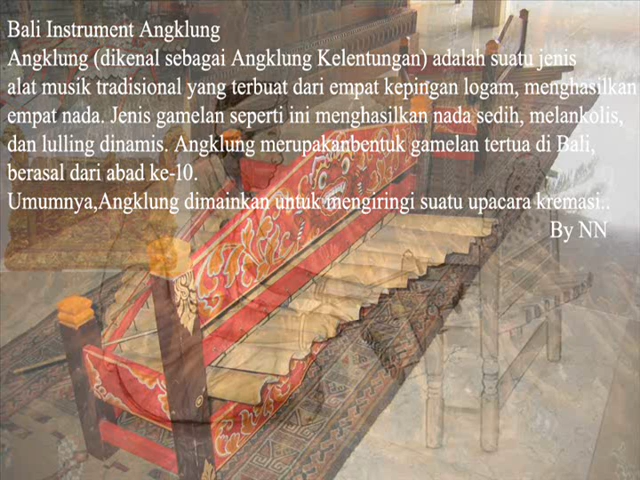 Bali Instrument Angklung
Angklung (dikenal sebagai Angklung Kelentungan) adalah suatu jenis
alat musik tradisional yang terbuat dari empat kepingan logam, menghasilkan
empat nada. Jenis gamelan seperti ini menghasilkan nada sedih, melankolis,
dan lulling dinamis. Angklung merupakanbentuk gamelan tertua di Bali,
berasal dari abad ke-10.
Umumnya,Angklung dimainkan untuk mengiringi suatu upacara kremasi..
By NN